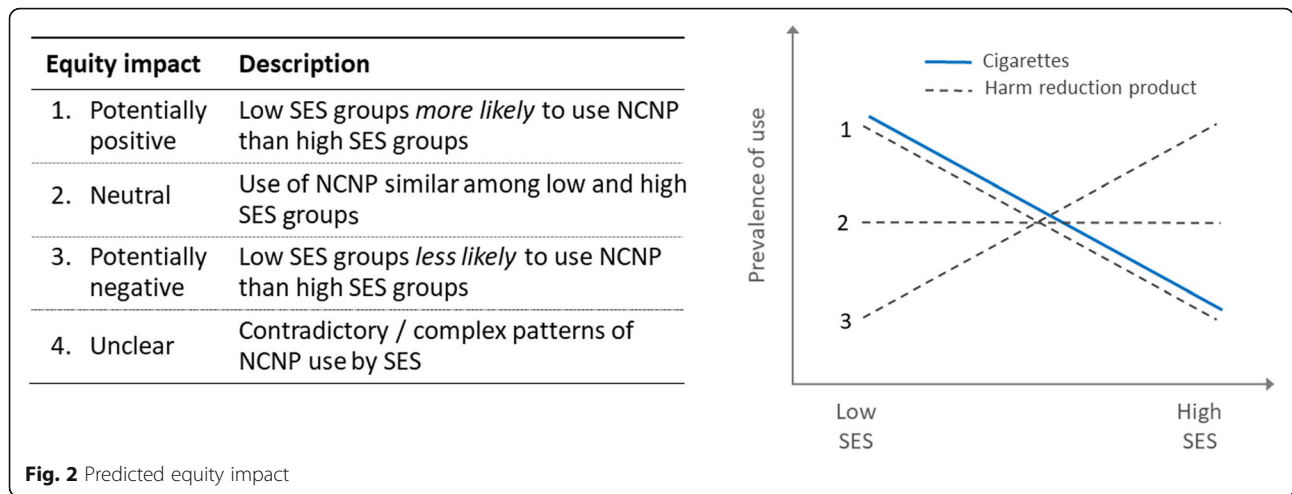 Equity impact Description
1. Potentially positive Low SES groups more likely to use NCNP than high SES groups
2. Neutral Use of NCNP similar among low and high SES groups
3. Potentially negative Low SES groups less likely to use NCNP than high SES groups
4. Unclear Contradictory / complex patterns of NCNP use by SES
Cigarettes
Harm reduction product
Prevalence of use
1
2
3
Low
SES
High
SES
Fig. 2 Predicted equity impact